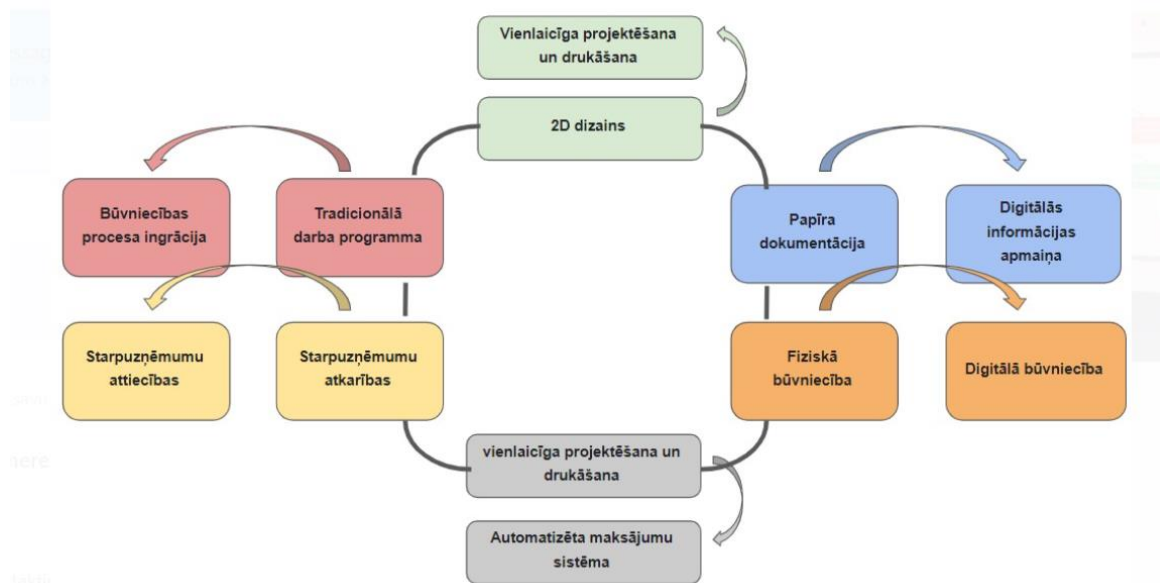 Vienlaicīga projektēšana
un drukāšana
2D dizains
Būvniecības
procesa ingrācija
Tradicionālā
darba programma
Papīra
dokumentācija
Digitālās
informācijas
apmaiņa
Starpuzņēmumu
attiecības
Starpuzņēmumu
atkarības
Fiziskā
būvniecība
Digitālā būvniecība
vienlaicīga projektēšana un
drukāšana
Automatizēta maksājumu
sistēma